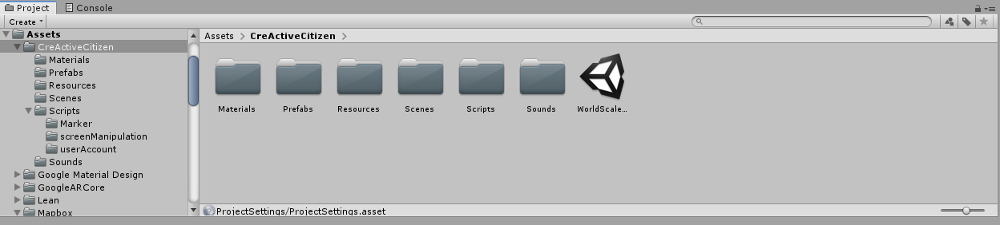 Project Console
Create
Assets
CreActiveCitizen
Materials
Prefabs
Resources
Scenes
Scripts
Marker
screenManipulation
userAccount
Sounds
Google Material Design
GoogleARCore
Lean
Mapbox
Assets > CreActiveCitizen >
Materials Prefabs Resources Scenes Scripts Sounds WorldScale...
ProjectSettings/ProjectSettings.asset